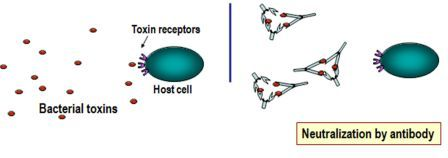 Toxin receptors
Host cell
Bacterial toxins
Neutralization by antibody